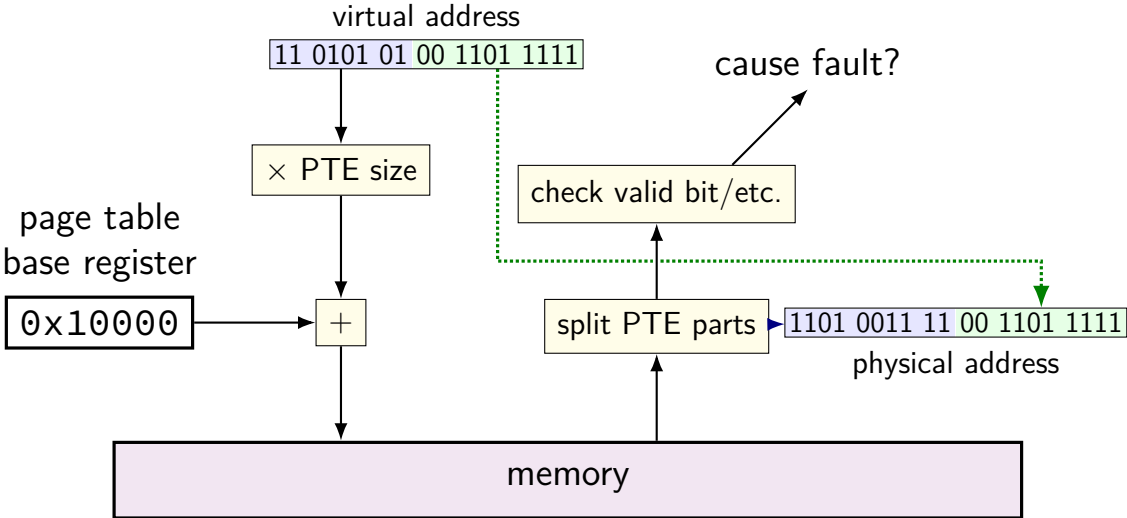 virtual address
11 0101 01 00 1101 1111
cause fault?
× PTE size
check valid bit/etc.
page table
base register
0x10000
+
split PTE parts
1101 0011 11 00 1101 1111
physical address
memory